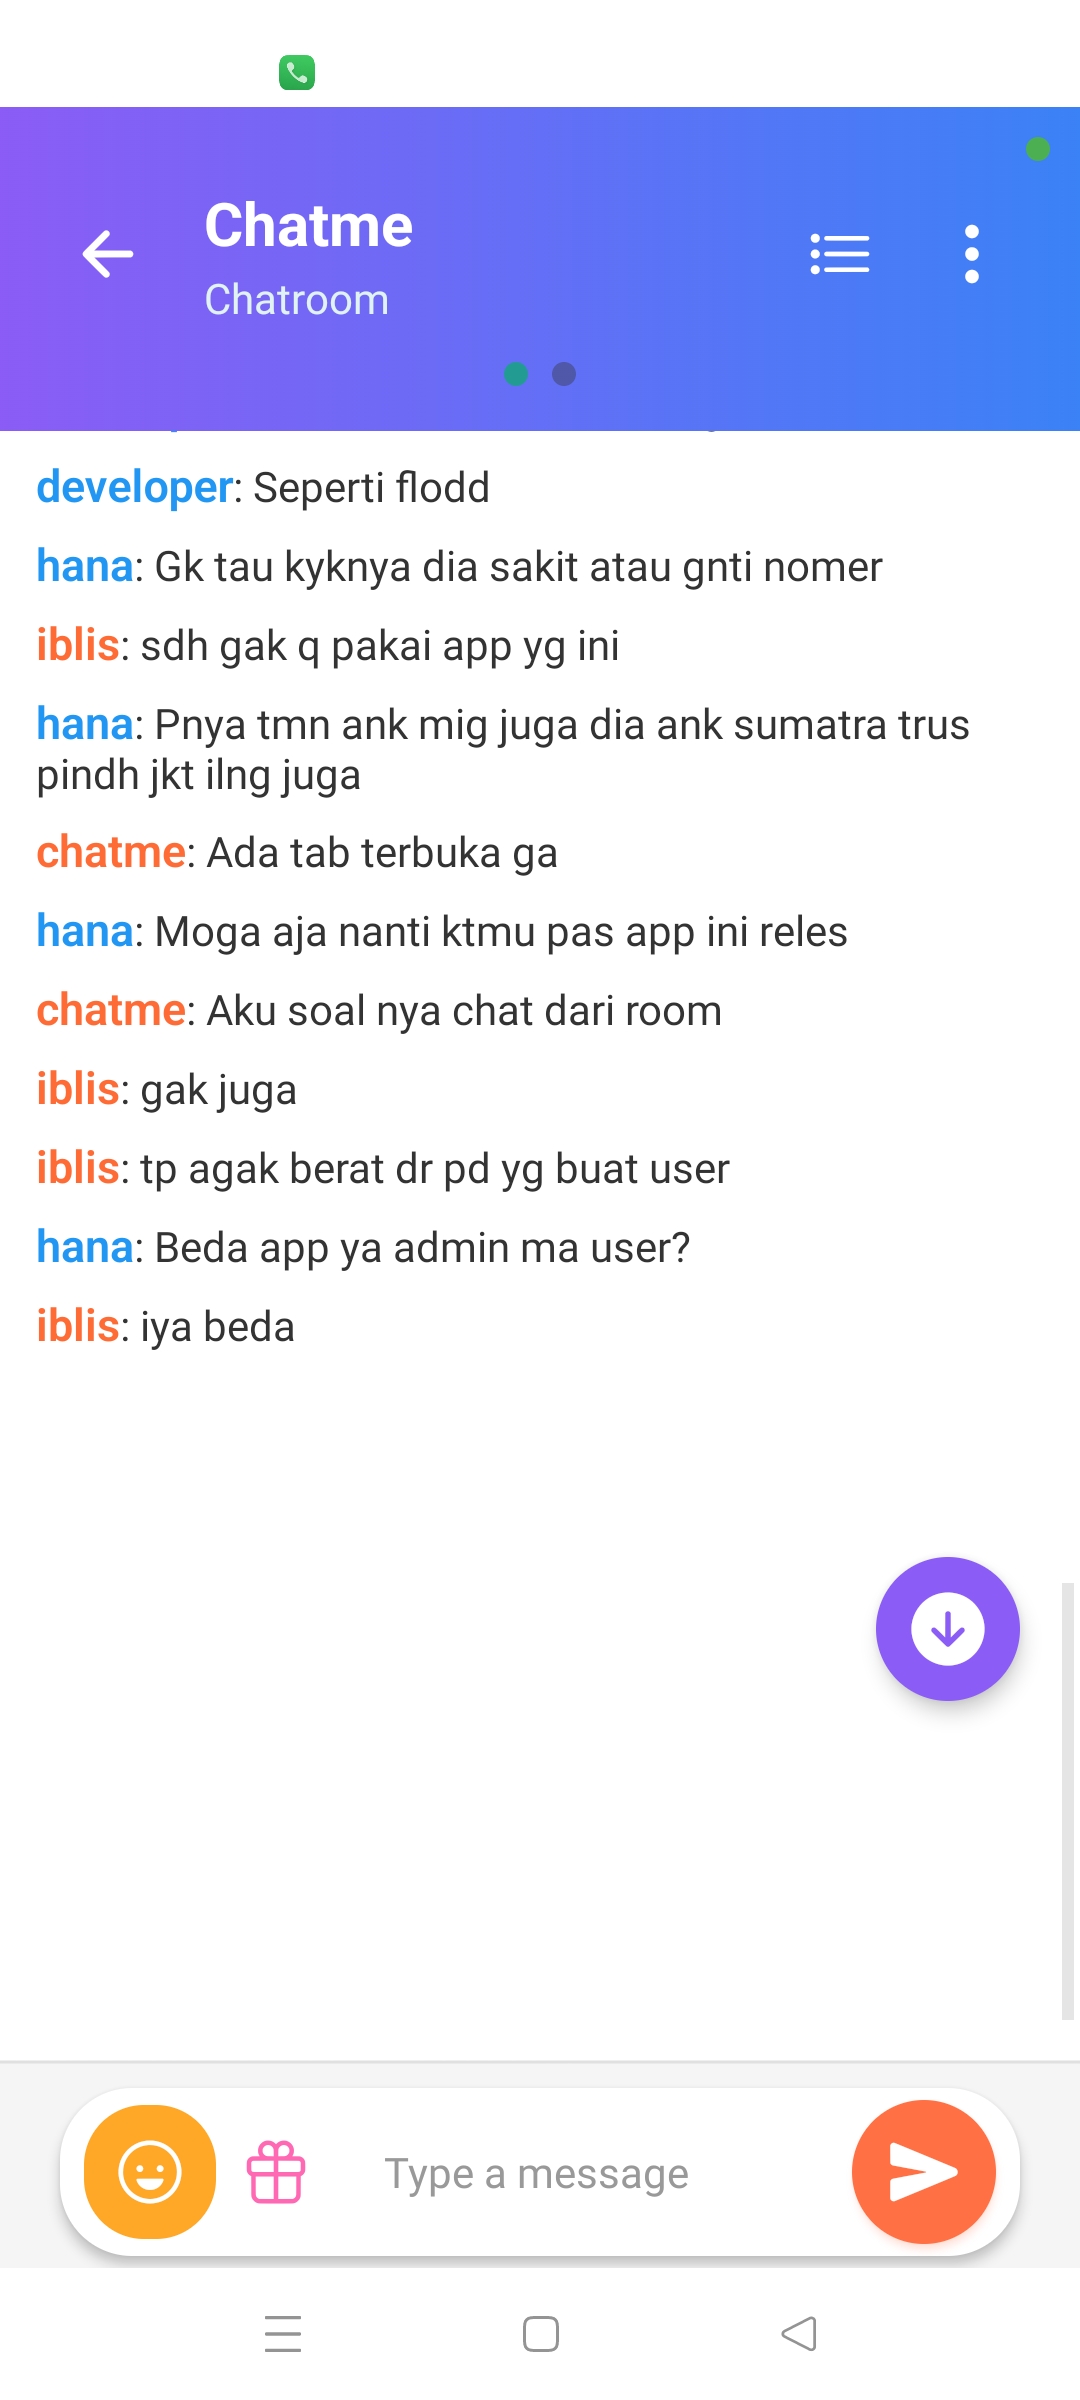 Chatme
Chatroom
developer: Seperti flodd
hana: Gk tau kyknya dia sakit atau gnti nomer
iblis: sdh gak q pakai app yg ini
hana: Pnya tmn ank mig juga dia ank sumatra trus
pindh jkt ilng juga
chatme: Ada tab terbuka ga
hana: Moga aja nanti ktmu pas app ini reles
chatme: Aku soal nya chat dari room
iblis: gak juga
iblis: tp agak berat dr pd yg buat user
hana: Beda app ya admin ma user?
iblis: iya beda
Type a message